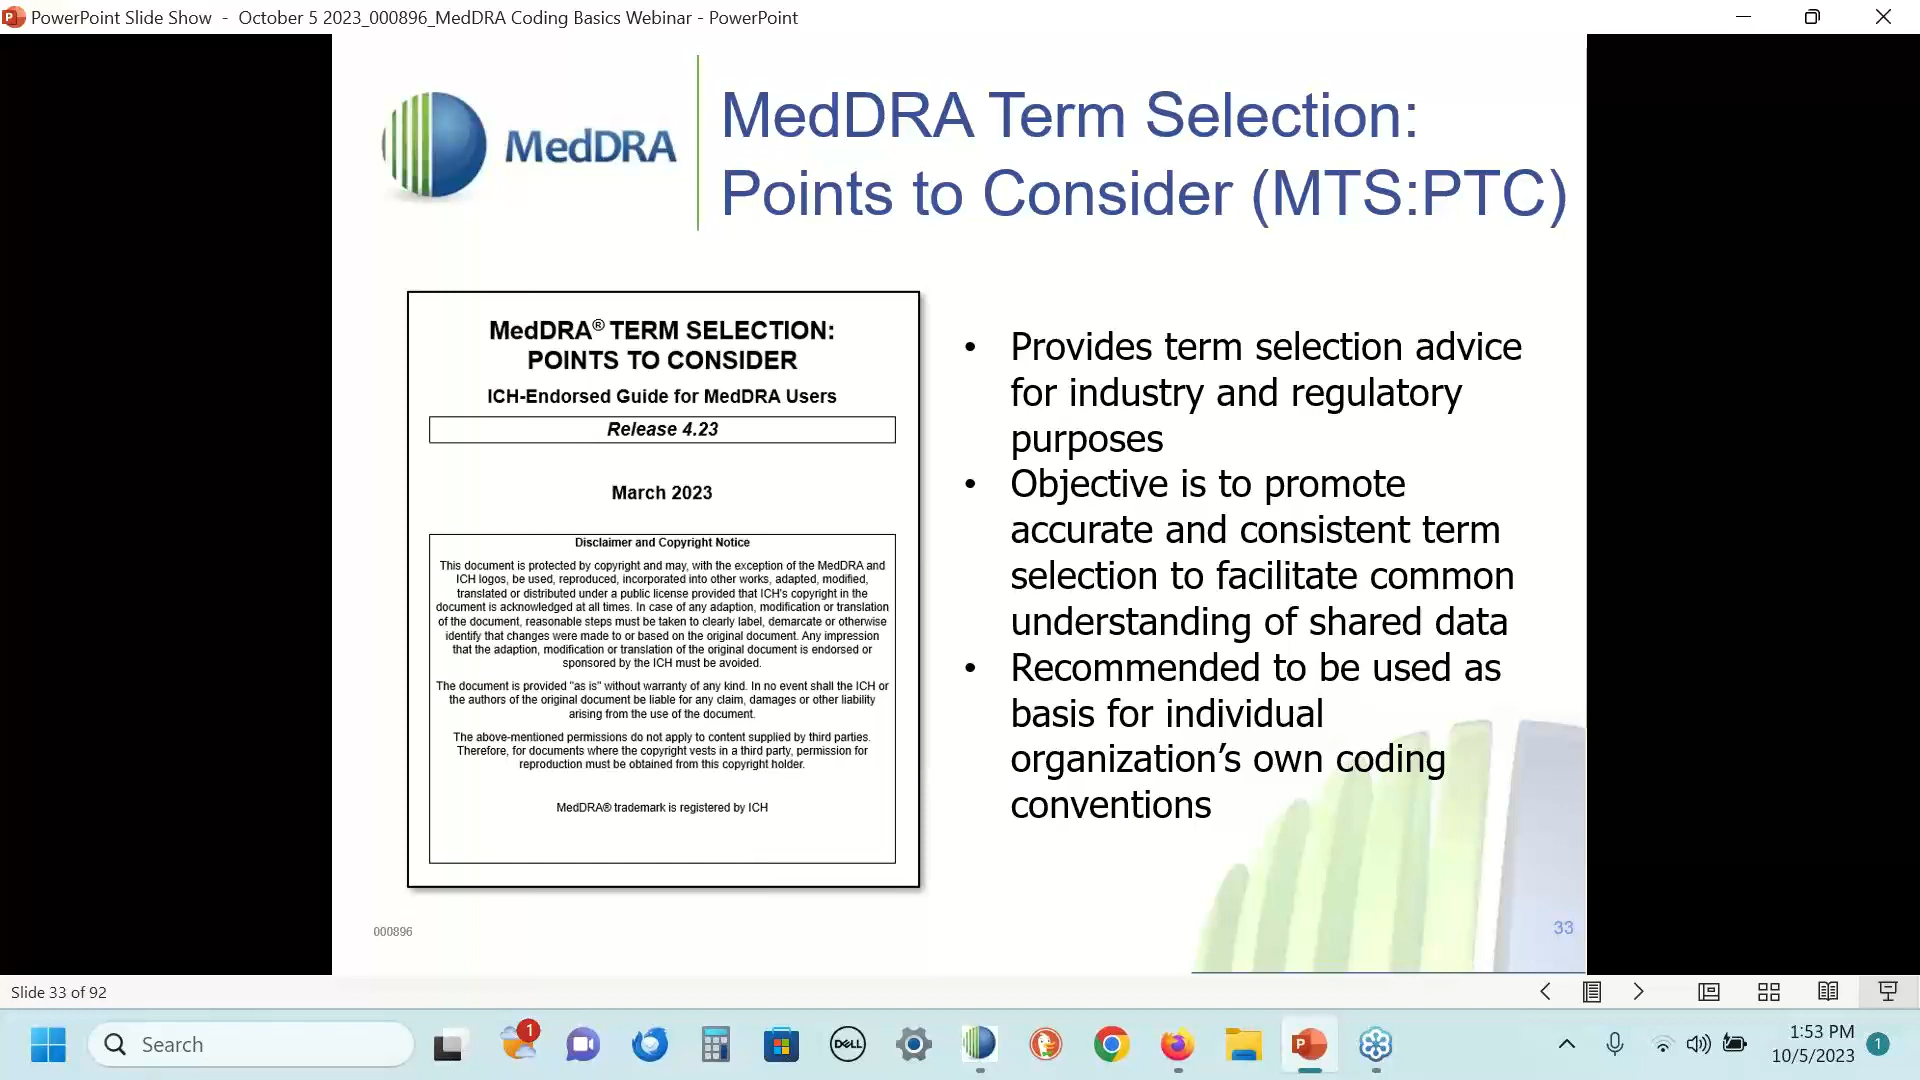 PowerPoint Slide Show - October 5 2023_000896_MedDRA Coding Basics Webinar - PowerPoint
MedDRA
MedDRA Term Selection:
Points to Consider (MTS:PTC)
MedDRA® TERM SELECTION:
POINTS TO CONSIDER
ICH-Endorsed Guide for MedDRA Users
Release 4.23
March 2023
Disclaimer and Copyright Notice
This document is protected by copyright and may, with the exception of the MedDRA and
ICH logos, be used, reproduced, incorporated into other works, adapted, modified,
translated or distributed under a public license provided that ICH's copyright in the
document is acknowledged at all times. In case of any adaption, modification or translation
of the document, reasonable steps must be taken to clearly label, demarcate or otherwise
identify that changes were made to or based on the original document. Any impression
that the adaption, modification or translation of the original document is endorsed or
sponsored by the ICH must be avoided.
The document is provided "as is" without warranty of any kind. In no event shall the ICH or
the authors of the original document be liable for any claim, damages or other liability
arising from the use of the document.
The above-mentioned permissions do not apply to content supplied by third parties.
Therefore, for documents where the copyright vests in a third party, permission for
reproduction must be obtained from this copyright holder.
MedDRA® trademark is registered by ICH
• Provides term selection advice
for industry and regulatory
purposes
• Objective is to promote
accurate and consistent term
selection to facilitate common
understanding of shared data
• Recommended to be used as
basis for individual
organization’s own coding
conventions
000896
33
Slide 33 of 92
Search
1
DELL
1:53 PM
10/5/2023
1